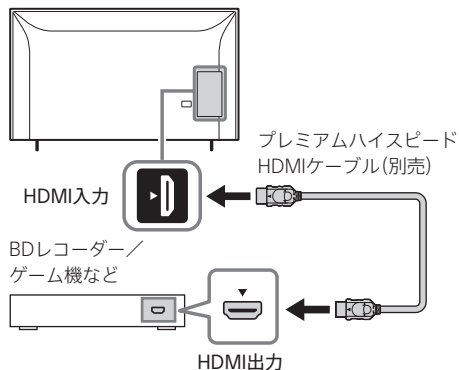 プレミアムハイスピード
HDMIケーブル(別売)
HDMI入力
BDレコーダー／
ゲーム機など
HDMI出力